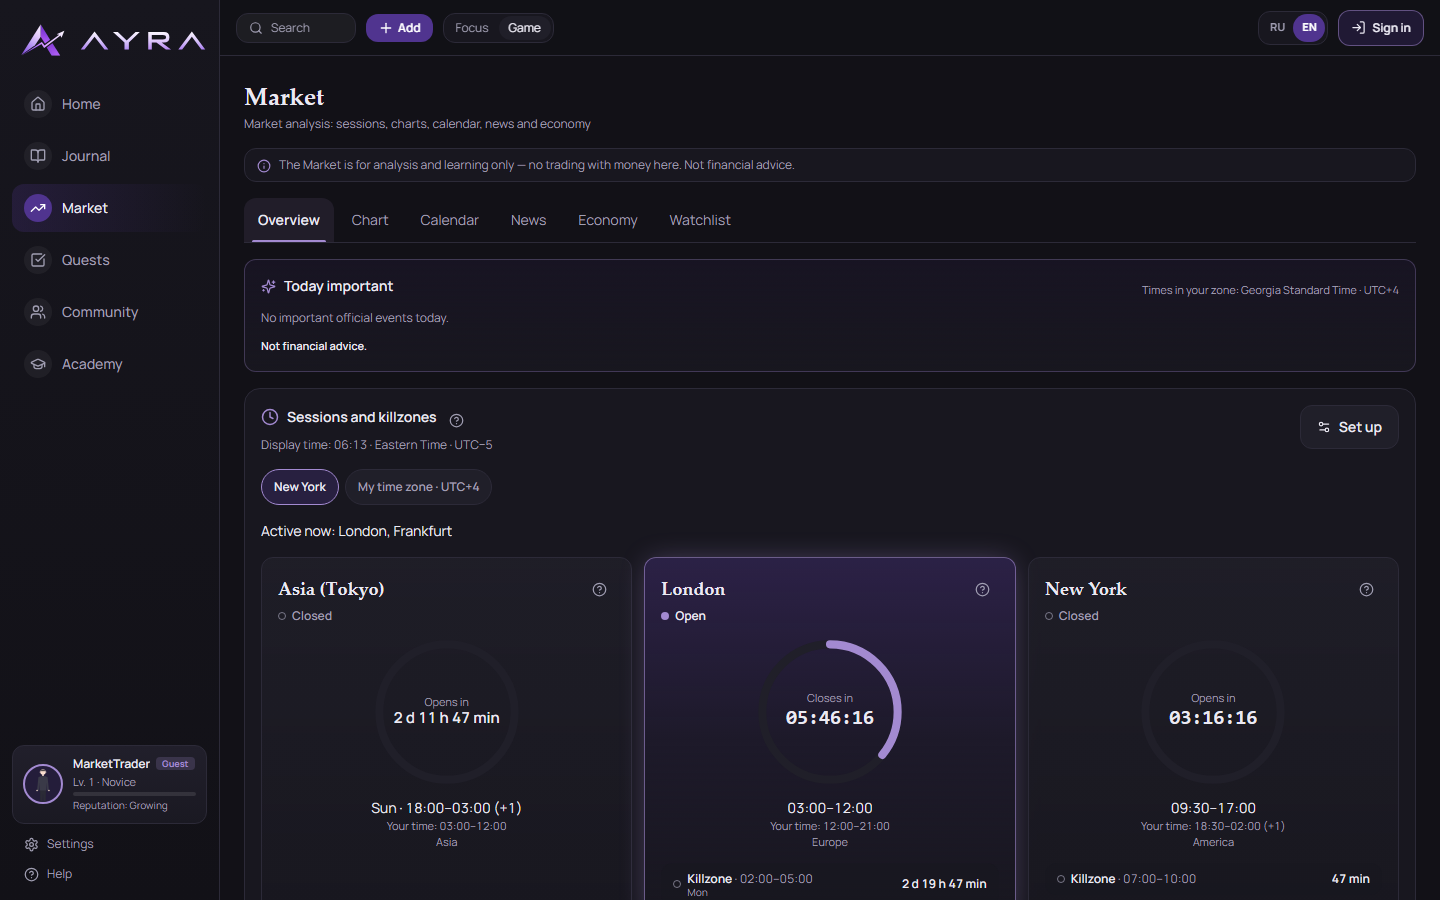 AYRA
Search
Add
Focus
Game
RU
EN
Sign in
Home
Journal
Market
Quests
Community
Academy
MarketTrader
Guest
Lv. 1 · Novice
Reputation: Growing
Settings
Help
Market
Market analysis: sessions, charts, calendar, news and economy
The Market is for analysis and learning only — no trading with money here. Not financial advice.
Overview
Chart
Calendar
News
Economy
Watchlist
Today important
Times in your zone: Georgia Standard Time · UTC+4
No important official events today.
Not financial advice.
Sessions and killzones
Set up
Display time: 06:13 · Eastern Time · UTC−5
New York
My time zone · UTC+4
Active now: London, Frankfurt
Asia (Tokyo)
Closed
Opens in
2 d 11 h 47 min
Sun · 18:00–03:00 (+1)
Your time: 03:00–12:00
Asia
London
Open
Closes in
05:46:16
03:00–12:00
Your time: 12:00–21:00
Europe
Killzone · 02:00–05:00
Mon
2 d 19 h 47 min
New York
Closed
Opens in
03:16:16
09:30–17:00
Your time: 18:30–02:00 (+1)
America
Killzone · 07:00–10:00
47 min